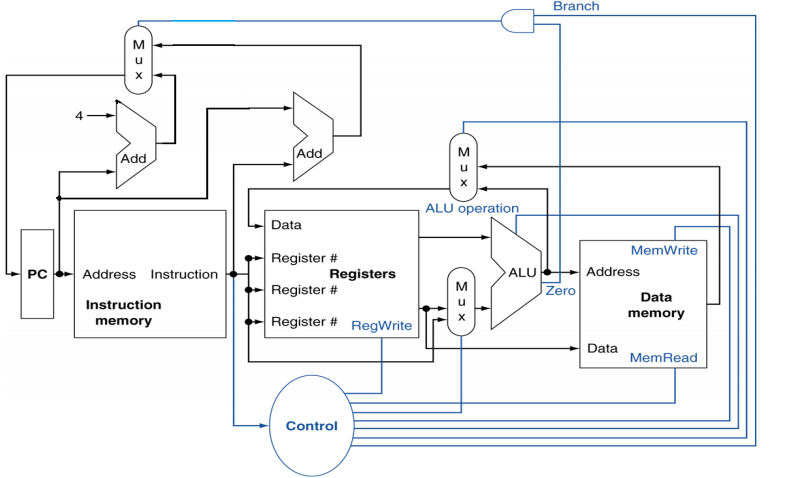 Branch
M
u
x
4
Add
Add
M
u
x
ALU operation
Data
MemWrite
PC
Address
Instruction
Register #
Registers
ALU
Address
Instruction
memory
Register #
M
u
x
Zero
Data
memory
Register #
RegWrite
Data
MemRead
Control